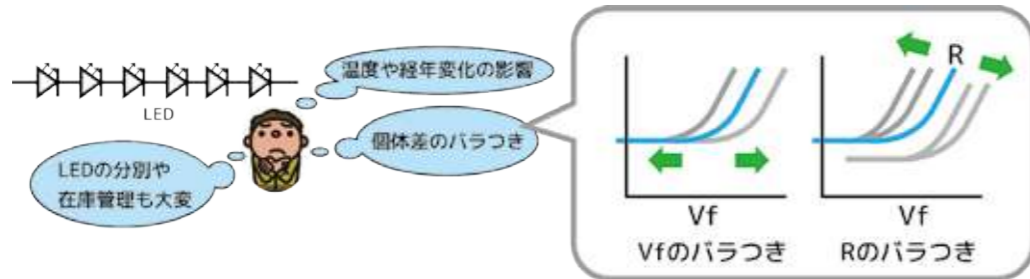 LED
温度や経年変化の影響
個体差のバラつき
LEDの分別や
在庫管理も大変
Vf
Vfのバラつき
R
Vf
Rのバラつき